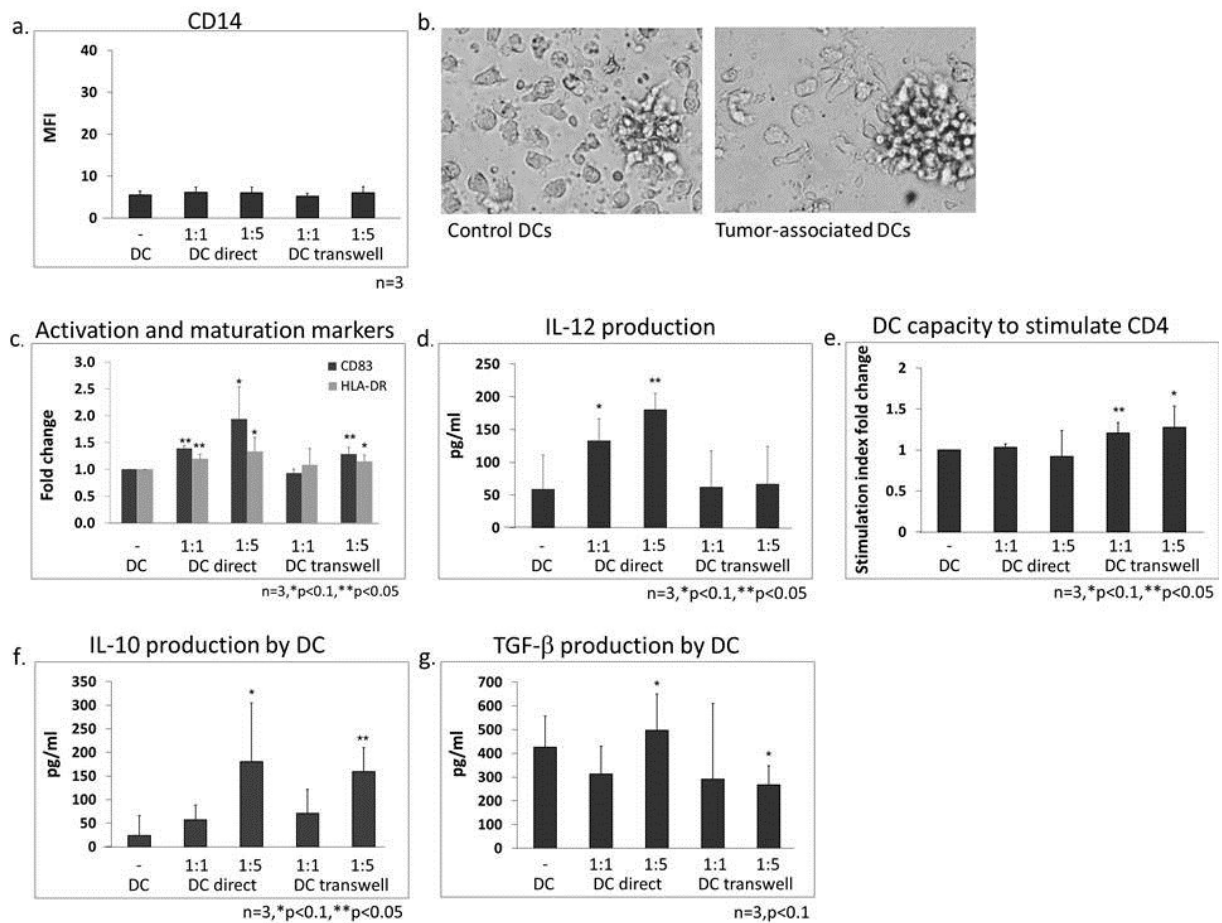 a.
CD14
40
30
20
10
0
MFI
- 1:1 1:5 1:1 1:5
DC DC direct DC transwell
n=3
b.
Control DCs
Tumor-associated DCs
c.
Activation and maturation markers
3.0
2.5
2.0
1.5
1.0
0.5
0.0
Fold change
CD83
HLA-DR
* 
** ** * ** *
- 1:1 1:5 1:1 1:5
DC DC direct DC transwell
n=3,*p<0.1,**p<0.05
d.
IL-12 production
250
200
150
100
50
0
pg/ml
* **
- 1:1 1:5 1:1 1:5
DC DC direct DC transwell
n=3,*p<0.1,**p<0.05
e.
DC capacity to stimulate CD4
2
1.5
1
0.5
0
Stimulation index fold change
** *
- 1:1 1:5 1:1 1:5
DC DC direct DC transwell
n=3,*p<0.1,**p<0.05
f.
IL-10 production by DC
350
300
250
200
150
100
50
0
pg/ml
* **
- 1:1 1:5 1:1 1:5
DC DC direct DC transwell
n=3,*p<0.1,**p<0.05
g.
TGF-β production by DC
700
600
500
400
300
200
100
0
pg/ml
* *
- 1:1 1:5 1:1 1:5
DC DC direct DC transwell
n=3,p<0.1